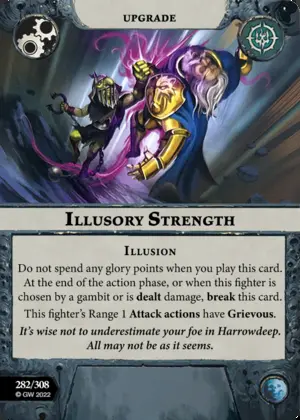 UPGRADE
ILLUSORY STRENGTH
ILLUSION
Do not spend any glory points when you play this card.
At the end of the action phase, or when this fighter is
chosen by a gambit or is dealt damage, break this card.
This fighter's Range 1 Attack actions have Grievous.
It's wise not to underestimate your foe in Harrowdeep.
All may not be as it seems.
282/308
© GW 2022